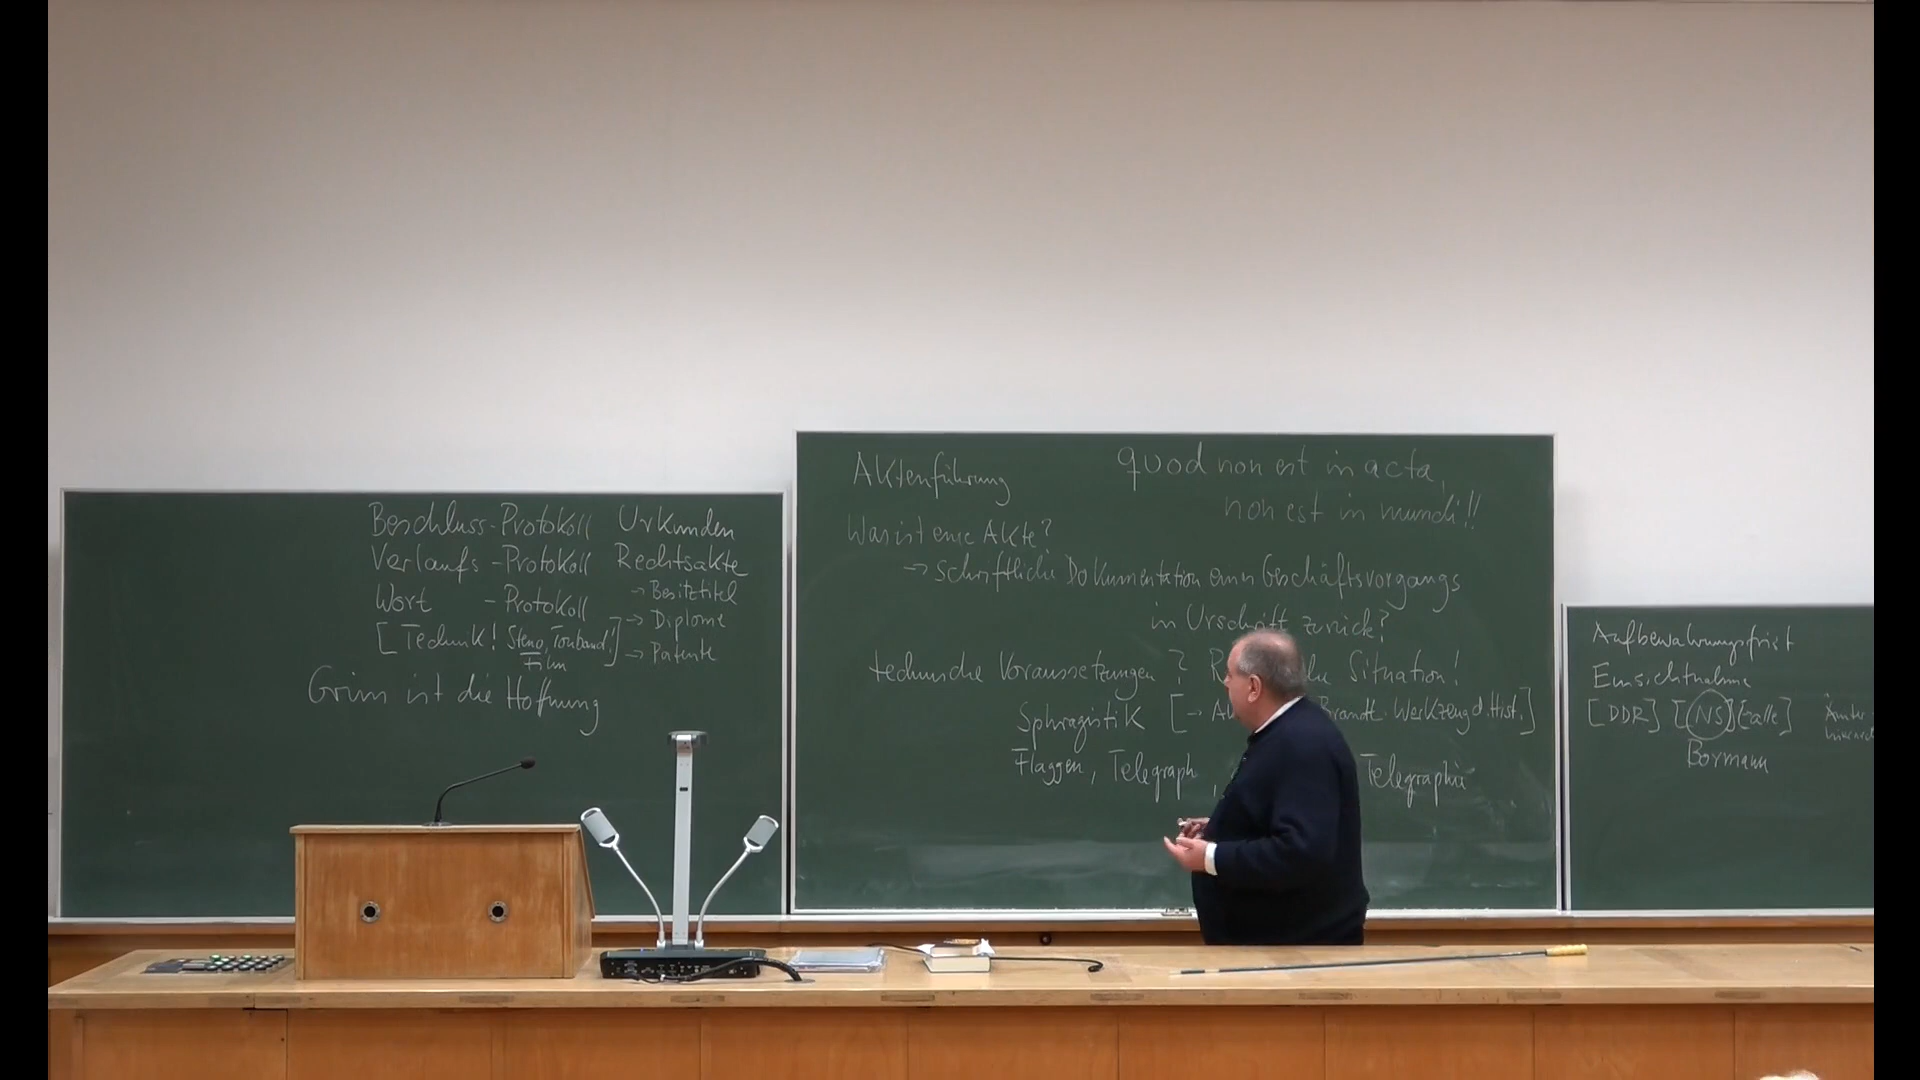 Beschluss-Protokoll Urkunden
Verlaufs-Protokoll Rechtsakte
→ Besitztitel
Wort - Protokoll
→ Diplome
[Technik! Steno, Tonband!]
Film
→ Patente
Grün ist die Hoffnung
Aktenführung
quod non est in acta,
non est in mundi!!
Was ist eine Akte?
→ Schriftliche Dokumentation eines Geschäftsvorgangs
in Urschrift zurück?
technische Voraussetzungen ? Situation!
Sphragistik [→ Brandt. Werkzeug d. Hist.]
Flaggen, Telegraph, Telegraphie
Aufbewahrungsfrist
Einsichtnahme
[DDR] [NS] [alle]
Bormann
Ämter